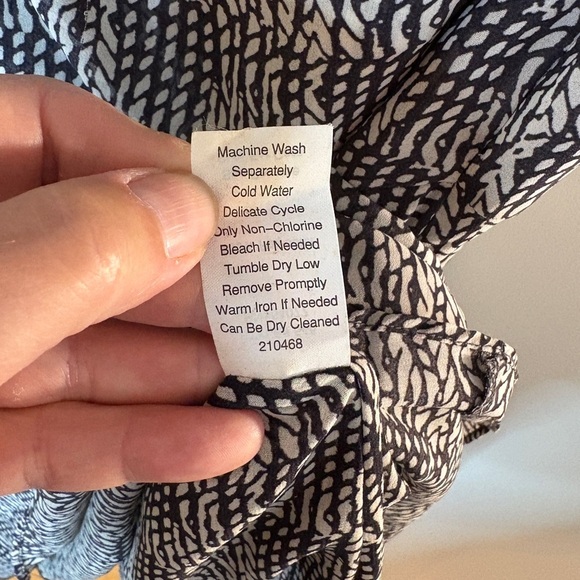 Machine Wash
Separately
Cold Water
Delicate Cycle
Only Non-Chlorine
Bleach If Needed
Tumble Dry Low
Remove Promptly
Warm Iron If Needed
Can Be Dry Cleaned
210468